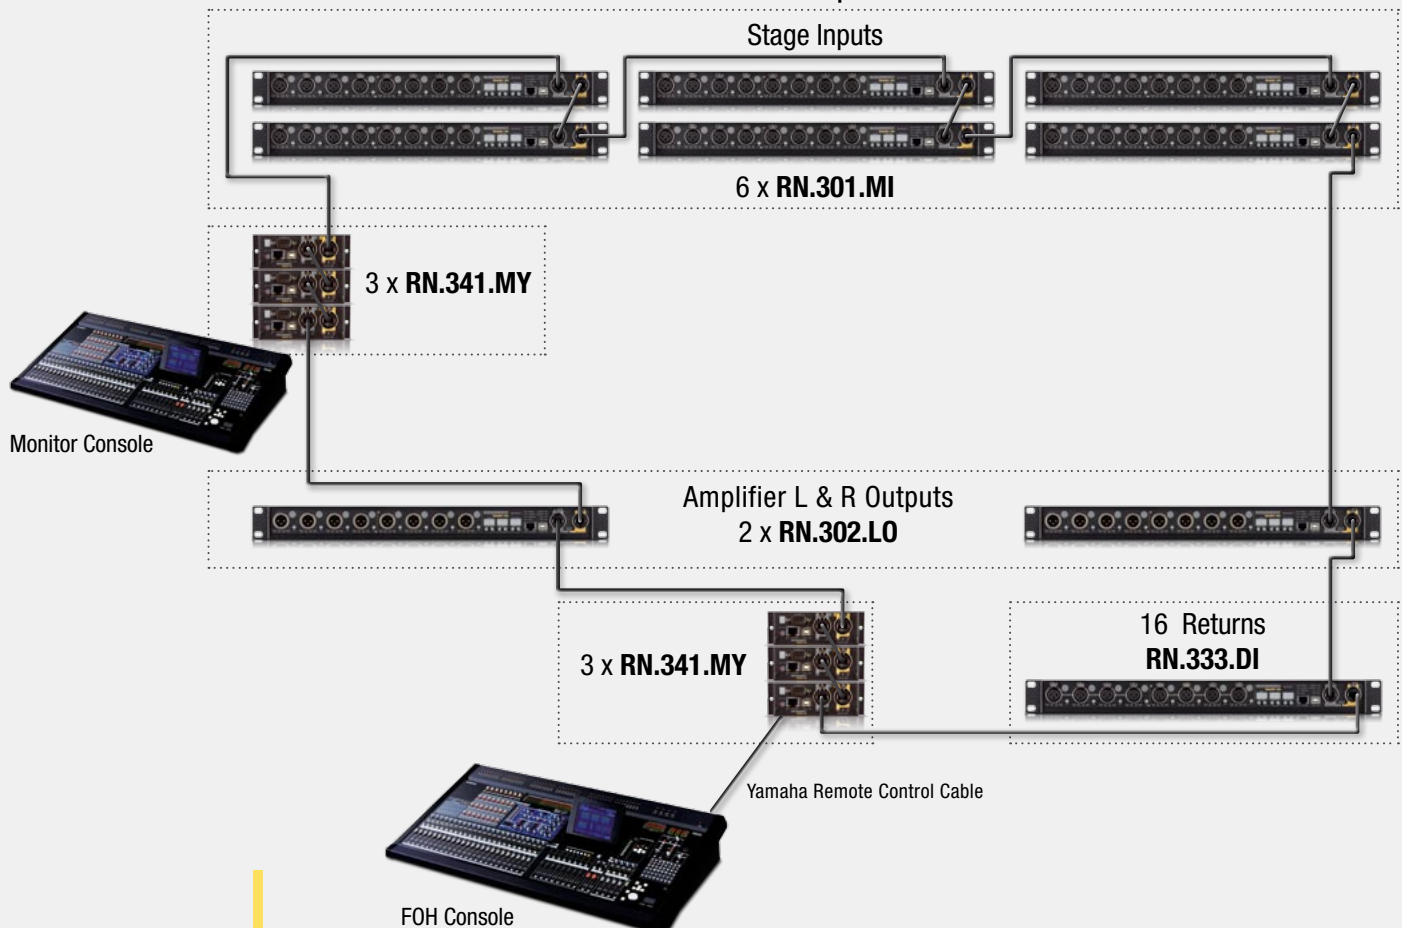 Stage Inputs
6 x RN.301.MI
3 x RN.341.MY
Monitor Console
Amplifier L & R Outputs
2 x RN.302.LO
3 x RN.341.MY
16 Returns
RN.333.DI
Yamaha Remote Control Cable
FOH Console